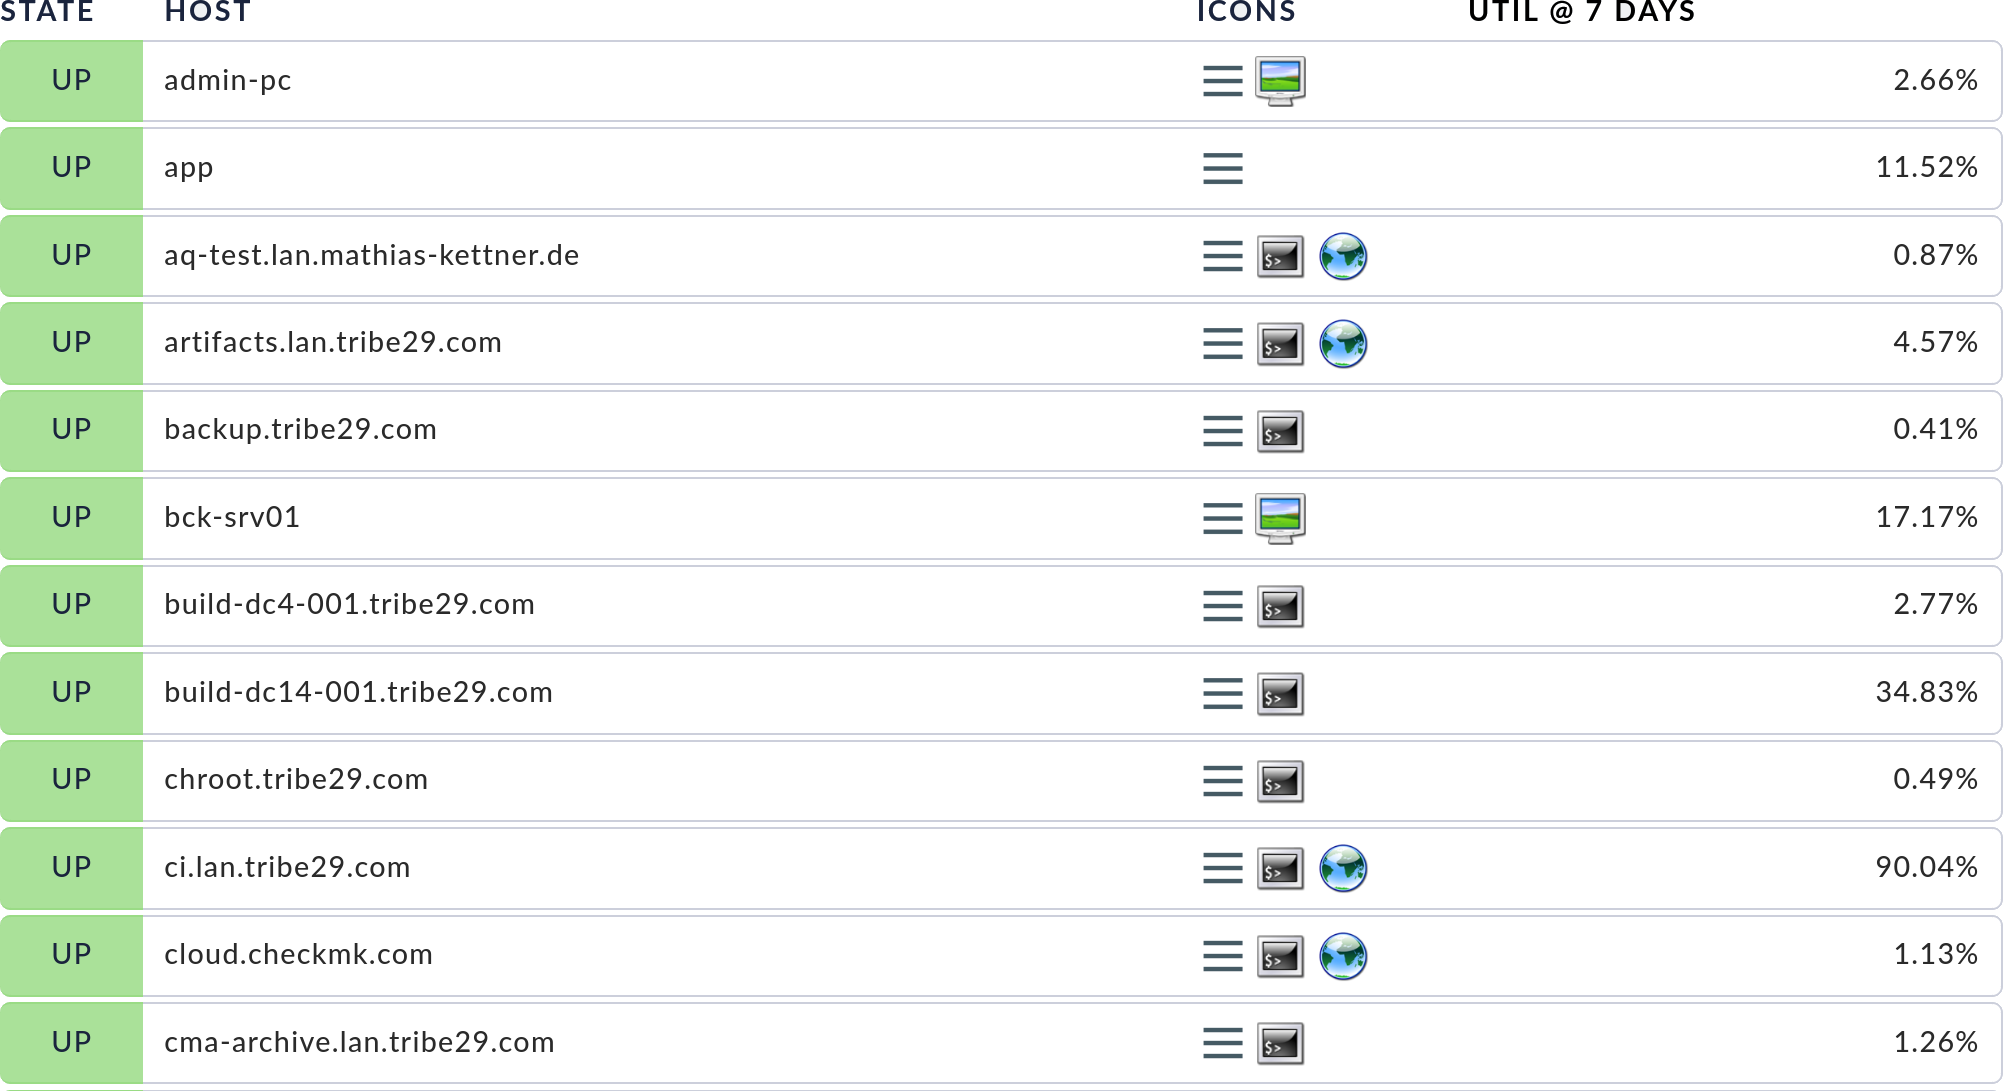 STATE HOST ICONS UTIL @ 7 DAYS
UP admin-pc 2.66%
UP app 11.52%
UP aq-test.lan.mathias-kettner.de $> 0.87%
UP artifacts.lan.tribe29.com $> 4.57%
UP backup.tribe29.com $> 0.41%
UP bck-srv01 17.17%
UP build-dc4-001.tribe29.com $> 2.77%
UP build-dc14-001.tribe29.com $> 34.83%
UP chroot.tribe29.com $> 0.49%
UP ci.lan.tribe29.com $> 90.04%
UP cloud.checkmk.com $> 1.13%
UP cma-archive.lan.tribe29.com $> 1.26%